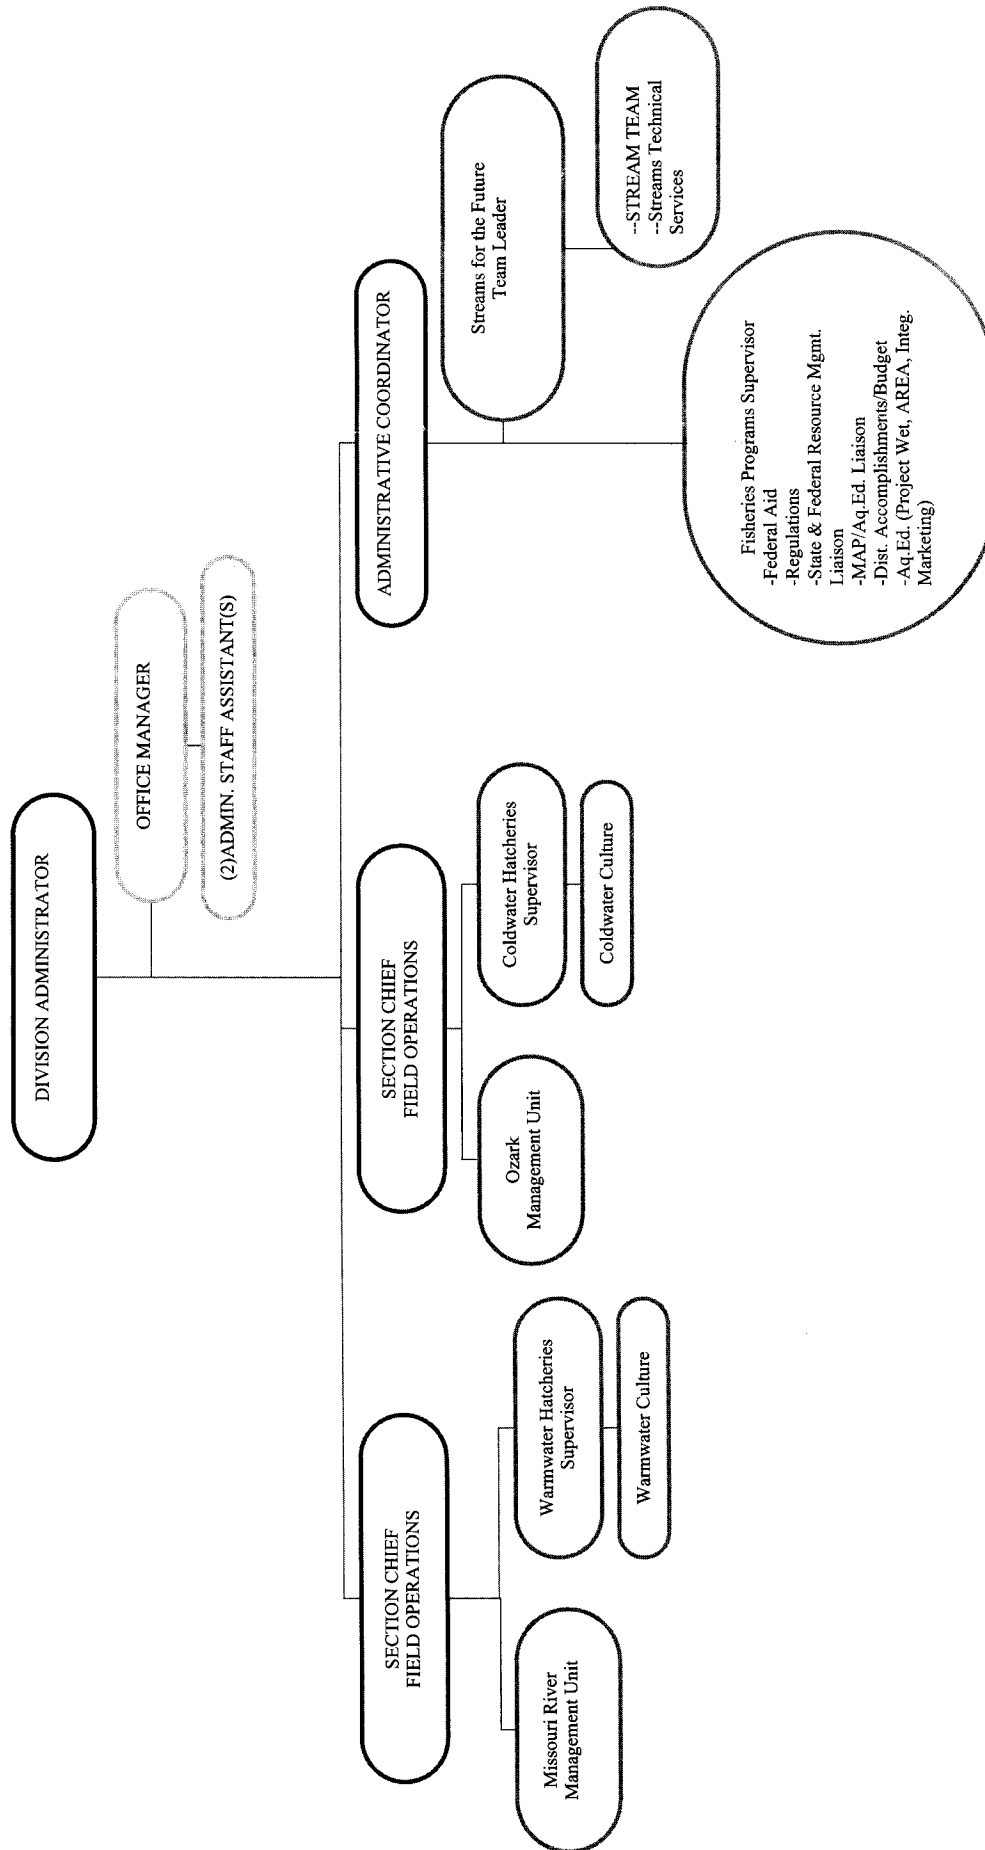 DIVISION ADMINISTRATOR
OFFICE MANAGER
(2)ADMIN. STAFF ASSISTANT(S)
SECTION CHIEF
FIELD OPERATIONS
SECTION CHIEF
FIELD OPERATIONS
ADMINISTRATIVE COORDINATOR
Missouri River
Management Unit
Warmwater Hatcheries
Supervisor
Warmwater Culture
Ozark
Management Unit
Coldwater Hatcheries
Supervisor
Coldwater Culture
Streams for the Future
Team Leader
--STREAM TEAM
--Streams Technical
Services
Fisheries Programs Supervisor
-Federal Aid
-Regulations
-State & Federal Resource Mgmt.
Liaison
-MAP/Aq.Ed. Liaison
-Dist. Accomplishments/Budget
-Aq.Ed. (Project Wet, AREA, Integ.
Marketing)